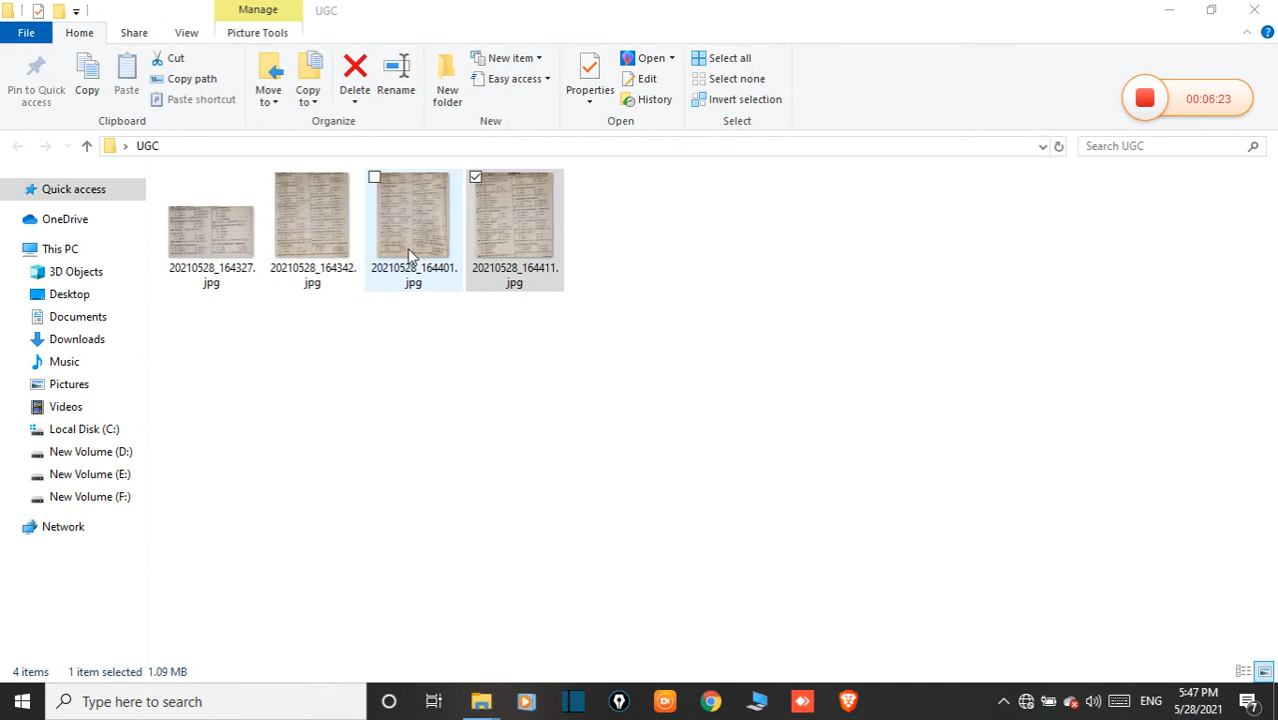 Manage
UGC
File
Home
Share
View
Picture Tools
Pin to Quick access
Copy
Paste
Cut
Copy path
Paste shortcut
Clipboard
Move to
Copy to
Delete
Rename
Organize
New folder
New item
Easy access
New
Properties
Open
Edit
History
Open
Select all
Select none
Invert selection
Select
00:06:23
UGC
Search UGC
Quick access
OneDrive
This PC
3D Objects
Desktop
Documents
Downloads
Music
Pictures
Videos
Local Disk (C:)
New Volume (D:)
New Volume (E:)
New Volume (F:)
Network
20210528_164327.jpg
20210528_164342.jpg
20210528_164401.jpg
20210528_164411.jpg
4 items
1 item selected 1.09 MB
Type here to search
ENG
5:47 PM
5/28/2021
7